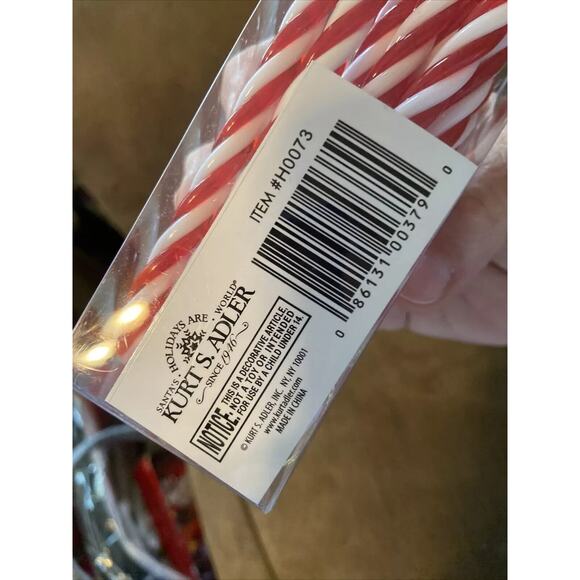 ITEM #H0073
0 86131 00379 0
SANTA'S HOLIDAYS ARE WORLD®
KURT S. ADLER
SINCE 1946
NOTICE:
THIS IS A DECORATIVE ARTICLE,
NOT A TOY OR INTENDED
FOR USE BY A CHILD UNDER 14.
© KURT S. ADLER, INC. NY, NY 10001
www.kurtadler.com
MADE IN CHINA